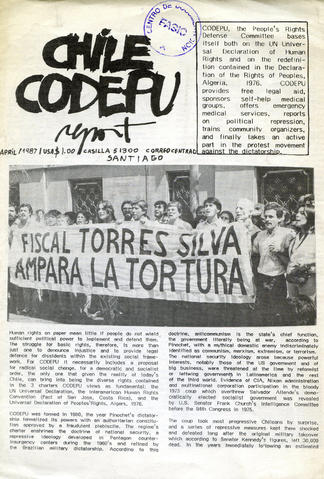 CENTRO DE DOCU
FASIC
CHILE
CODEPU
report
APRIL / 1987 / USA $ 1.00 / CASILLA 51300 CORREO CENTRAL
SANTIAGO
CODEPU, the People's Rights
Defense Committee bases
itself both on the UN Univer-
sal Declaration of Human
Rights and on the redefini-
tion contained in the Declara-
tion of the Rights of Peoples,
Algeria, 1976. CODEPU
provides free legal aid,
sponsors self-help medical
groups, offers emergency
medical services, reports
on political repression,
trains community organizers,
and finally takes an active
part in the protest movement
against the dictatorship.
FISCAL TORRES SILVA
AMPARA LA TORTURA
Human rights on paper mean little if people do not wield
sufficient political power to implement and defend them.
The struggle for basic rights, therefore, is more than
just one to denounce injustice and to provide legal
defence for dissidents within the existing social frame-
work. For CODEPU it necessarily includes a proposal
for radical social change, for a democratic and socialist
order, the only one that given the reality of today's
Chile, can bring into being the diverse rights contained
in the 3 charters CODEPU views as fundamental: the
UN Universal Declaration, the Interamerican Human Rights
Convention (Pact of San Jose, Costa Rica), and the
Universal Declaration of Peoples'Rights, Algiers, 1976.
CODEPU was formed in 1980, the year Pinochet's dictator-
ship formalized its powers with an authoritarian constitu-
tion approved by a fraudulent plebiscite. The regime's
charter enshrines the doctrine of national security, a
repressive ideology developed in Pentagon counter-
insurgency centers during the 1960's and refined by
the Brazilian military dictatorship. According to this
doctrine, anticommunism is the state's chief function,
the government literally being at war, according to
Pinochet, with a mythical domestic enemy indiscriminately
identified as communism, marxism, extremism, or terrorism.
The national security ideology arose because powerful
interests, notably those of the US government and of
big business, were threatened at the time by reformist
or leftwing governments in Latinamerica and the rest
of the third world. Evidence of CIA, Nixon administration
and multinational corporation participation in the bloody
1973 coup which overthrew Salvador Allende's demo-
cratically elected socialist government was revealed
by U.S. Senator Frank Church's Intelligence Committee
before the 94th Congress in 1975.
The coup took most progressive Chileans by surprise,
and a series of repressive measures kept them shocked
and defeated long after the original military takeover
which according to Senator Kennedy's figures, left 30,000
dead. In the years immediately following an estimated